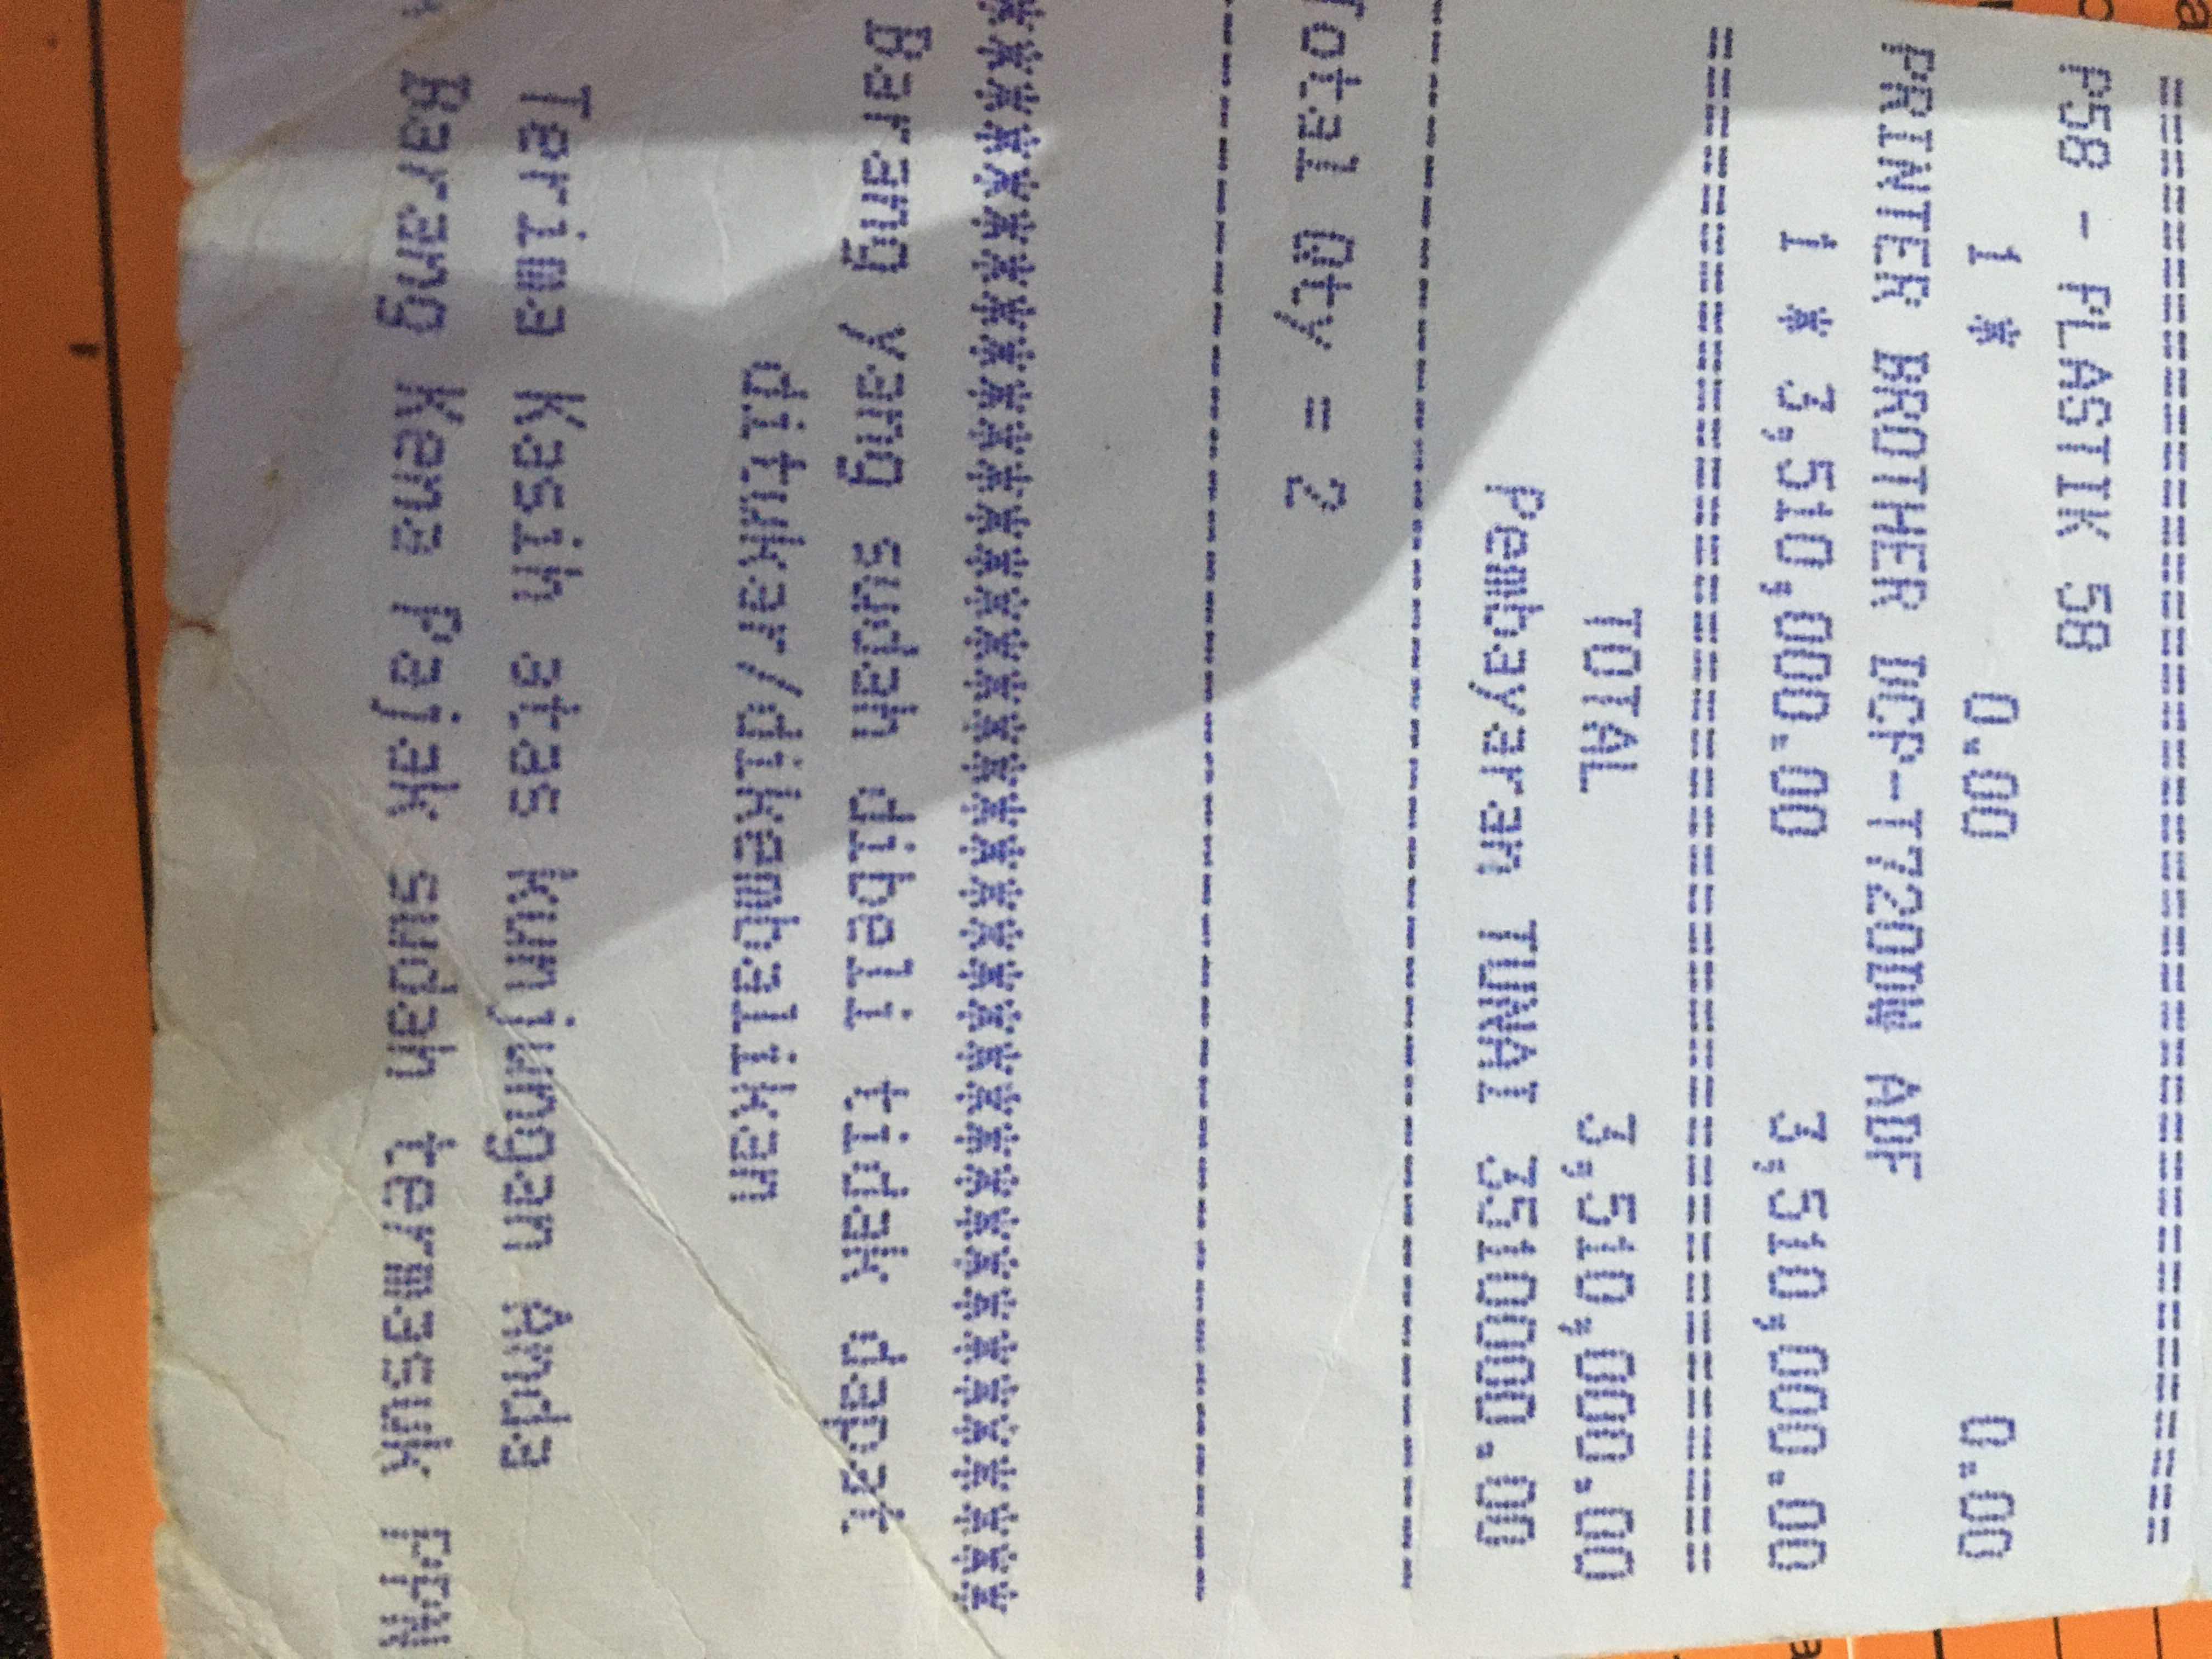 ================================
P58 - PLASTIK 58
1 * 0.00 0.00
PRINTER BROTHER DCP-T720DW ADF
1 * 3,510,000.00 3,510,000.00
================================
TOTAL 3,510,000.00
Pembayaran TUNAI 3510000.00
--------------------------------
Total Qty = 2
--------------------------------
********************************
Barang yang sudah dibeli tidak dapat
ditukar/dikembalikan
Terima Kasih atas kunjungan Anda
Barang Kena Pajak sudah termasuk PPN